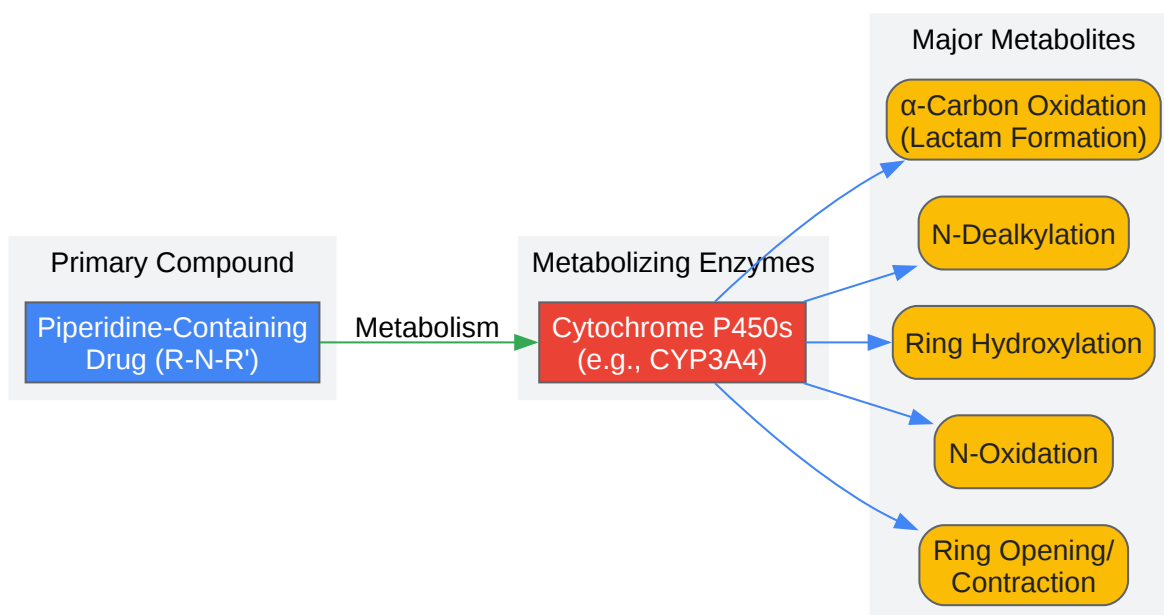 Primary Compound
Piperidine-Containing
Drug (R-N-R')
Metabolism
Metabolizing Enzymes
Cytochrome P450s
(e.g., CYP3A4)
Major Metabolites
α-Carbon Oxidation
(Lactam Formation)
N-Dealkylation
Ring Hydroxylation
N-Oxidation
Ring Opening/
Contraction